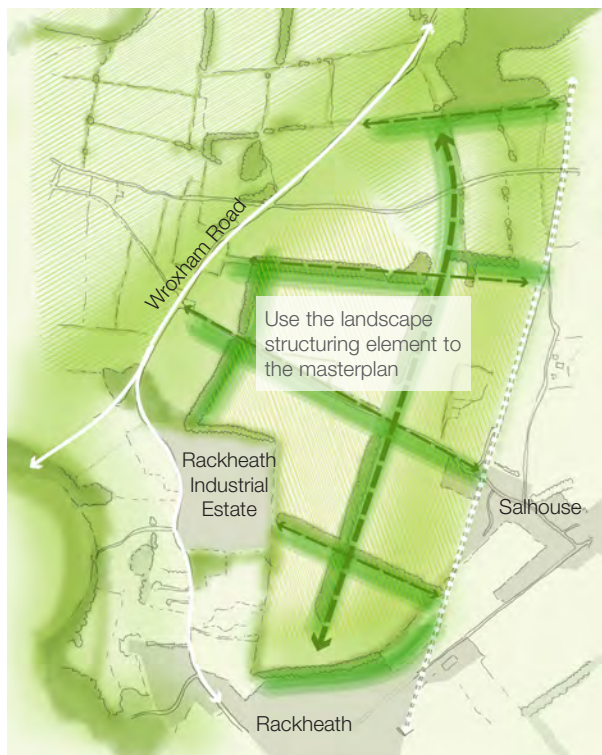 Wroxham Road
Use the landscape
structuring element to
the masterplan
Rackheath
Industrial
Estate
Salhouse
Rackheath